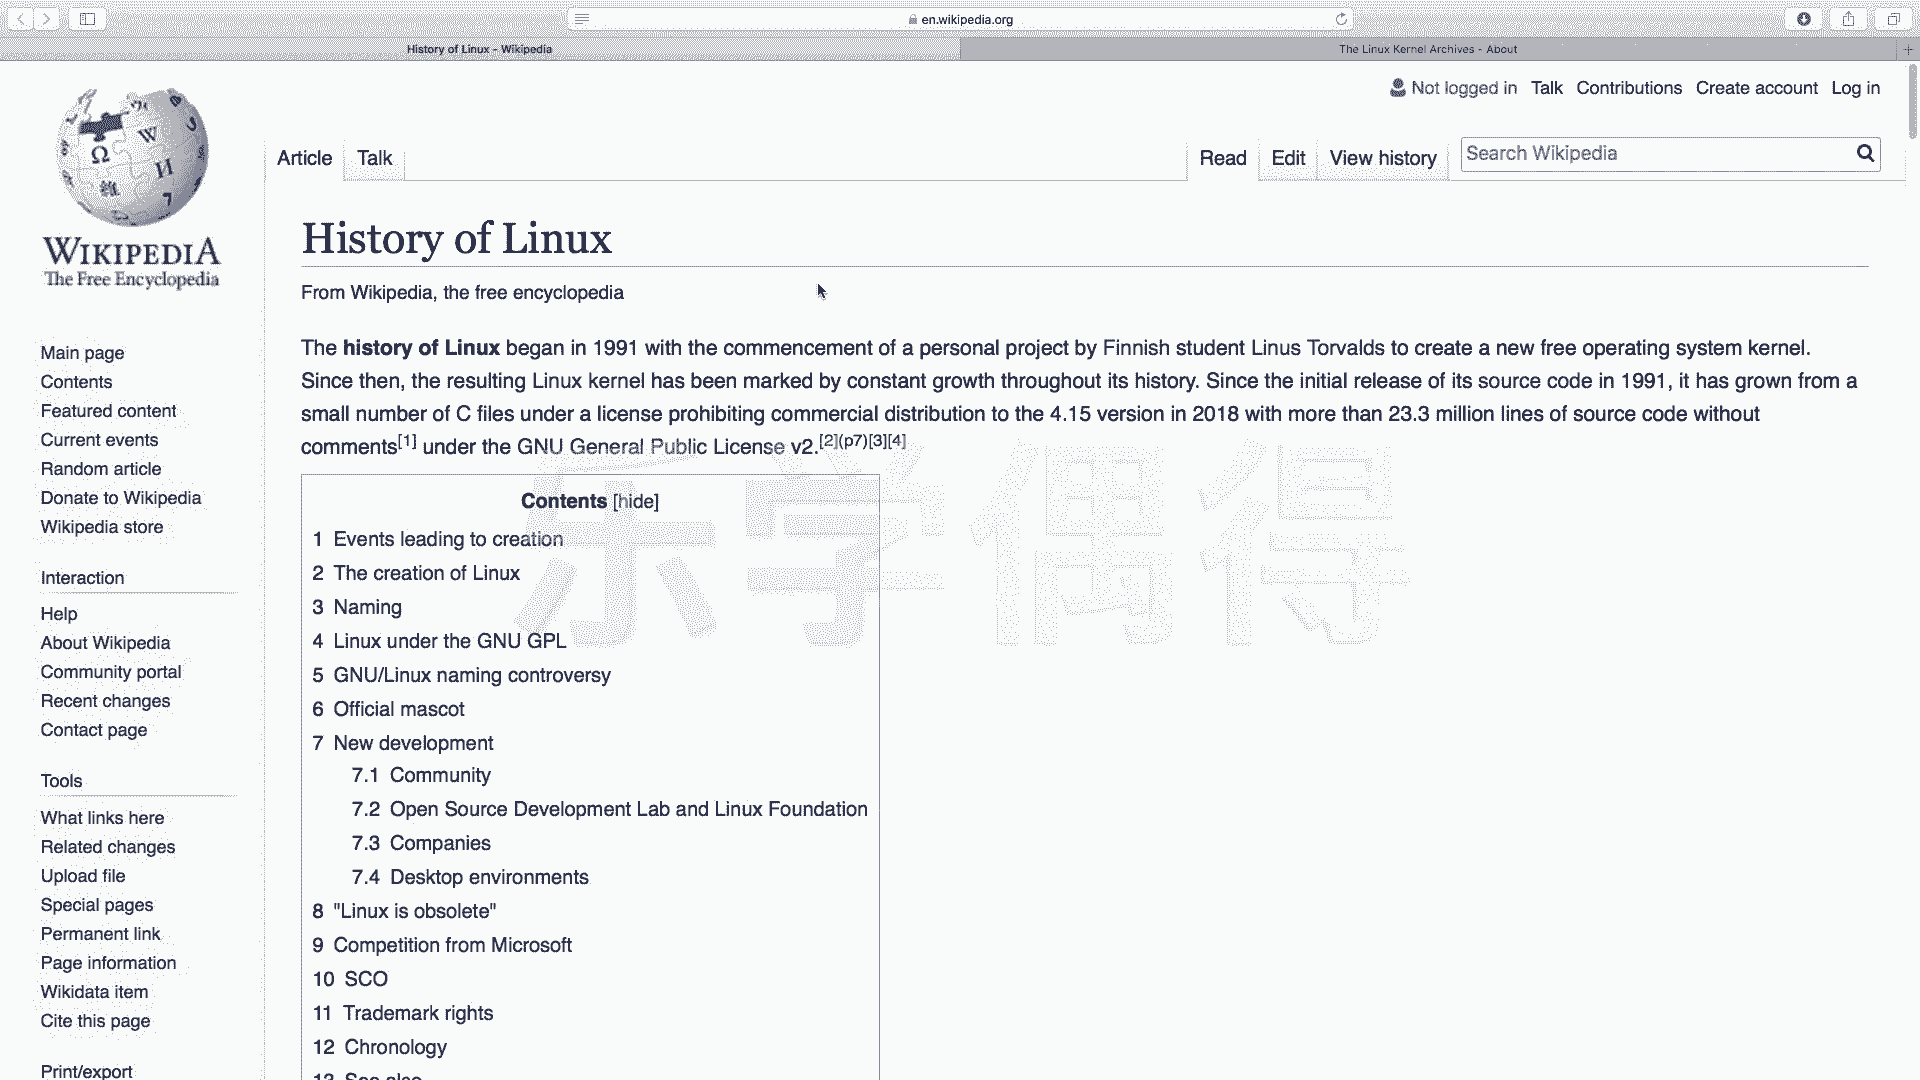 en.wikipedia.org
History of Linux - Wikipedia
The Linux Kernel Archives - About
Not logged in Talk Contributions Create account Log in
Article Talk Read Edit View history Search Wikipedia
WIKIPEDIA
The Free Encyclopedia
Main page
Contents
Featured content
Current events
Random article
Donate to Wikipedia
Wikipedia store
Interaction
Help
About Wikipedia
Community portal
Recent changes
Contact page
Tools
What links here
Related changes
Upload file
Special pages
Permanent link
Page information
Wikidata item
Cite this page
Print/export
History of Linux
From Wikipedia, the free encyclopedia
The history of Linux began in 1991 with the commencement of a personal project by Finnish student Linus Torvalds to create a new free operating system kernel.
Since then, the resulting Linux kernel has been marked by constant growth throughout its history. Since the initial release of its source code in 1991, it has grown from a
small number of C files under a license prohibiting commercial distribution to the 4.15 version in 2018 with more than 23.3 million lines of source code without
comments[1] under the GNU General Public License v2.[2](p7)[3][4]
Contents [hide]
1 Events leading to creation
2 The creation of Linux
3 Naming
4 Linux under the GNU GPL
5 GNU/Linux naming controversy
6 Official mascot
7 New development
7.1 Community
7.2 Open Source Development Lab and Linux Foundation
7.3 Companies
7.4 Desktop environments
8 "Linux is obsolete"
9 Competition from Microsoft
10 SCO
11 Trademark rights
12 Chronology
13 See also
乐学偶得